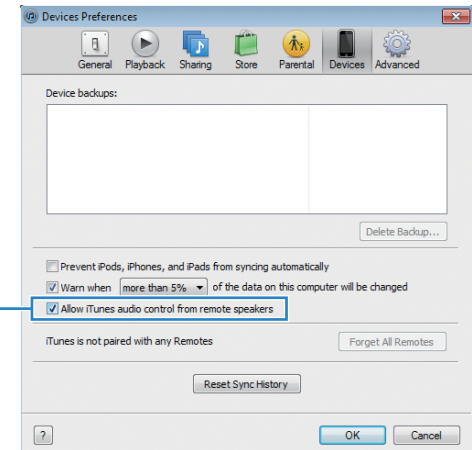 Devices Preferences
General Playback Sharing Store Parental Devices Advanced
Device backups:
Delete Backup...
Prevent iPods, iPhones, and iPads from syncing automatically
Warn when more than 5% of the data on this computer will be changed
Allow iTunes audio control from remote speakers
iTunes is not paired with any Remotes Forget All Remotes
Reset Sync History
? OK Cancel